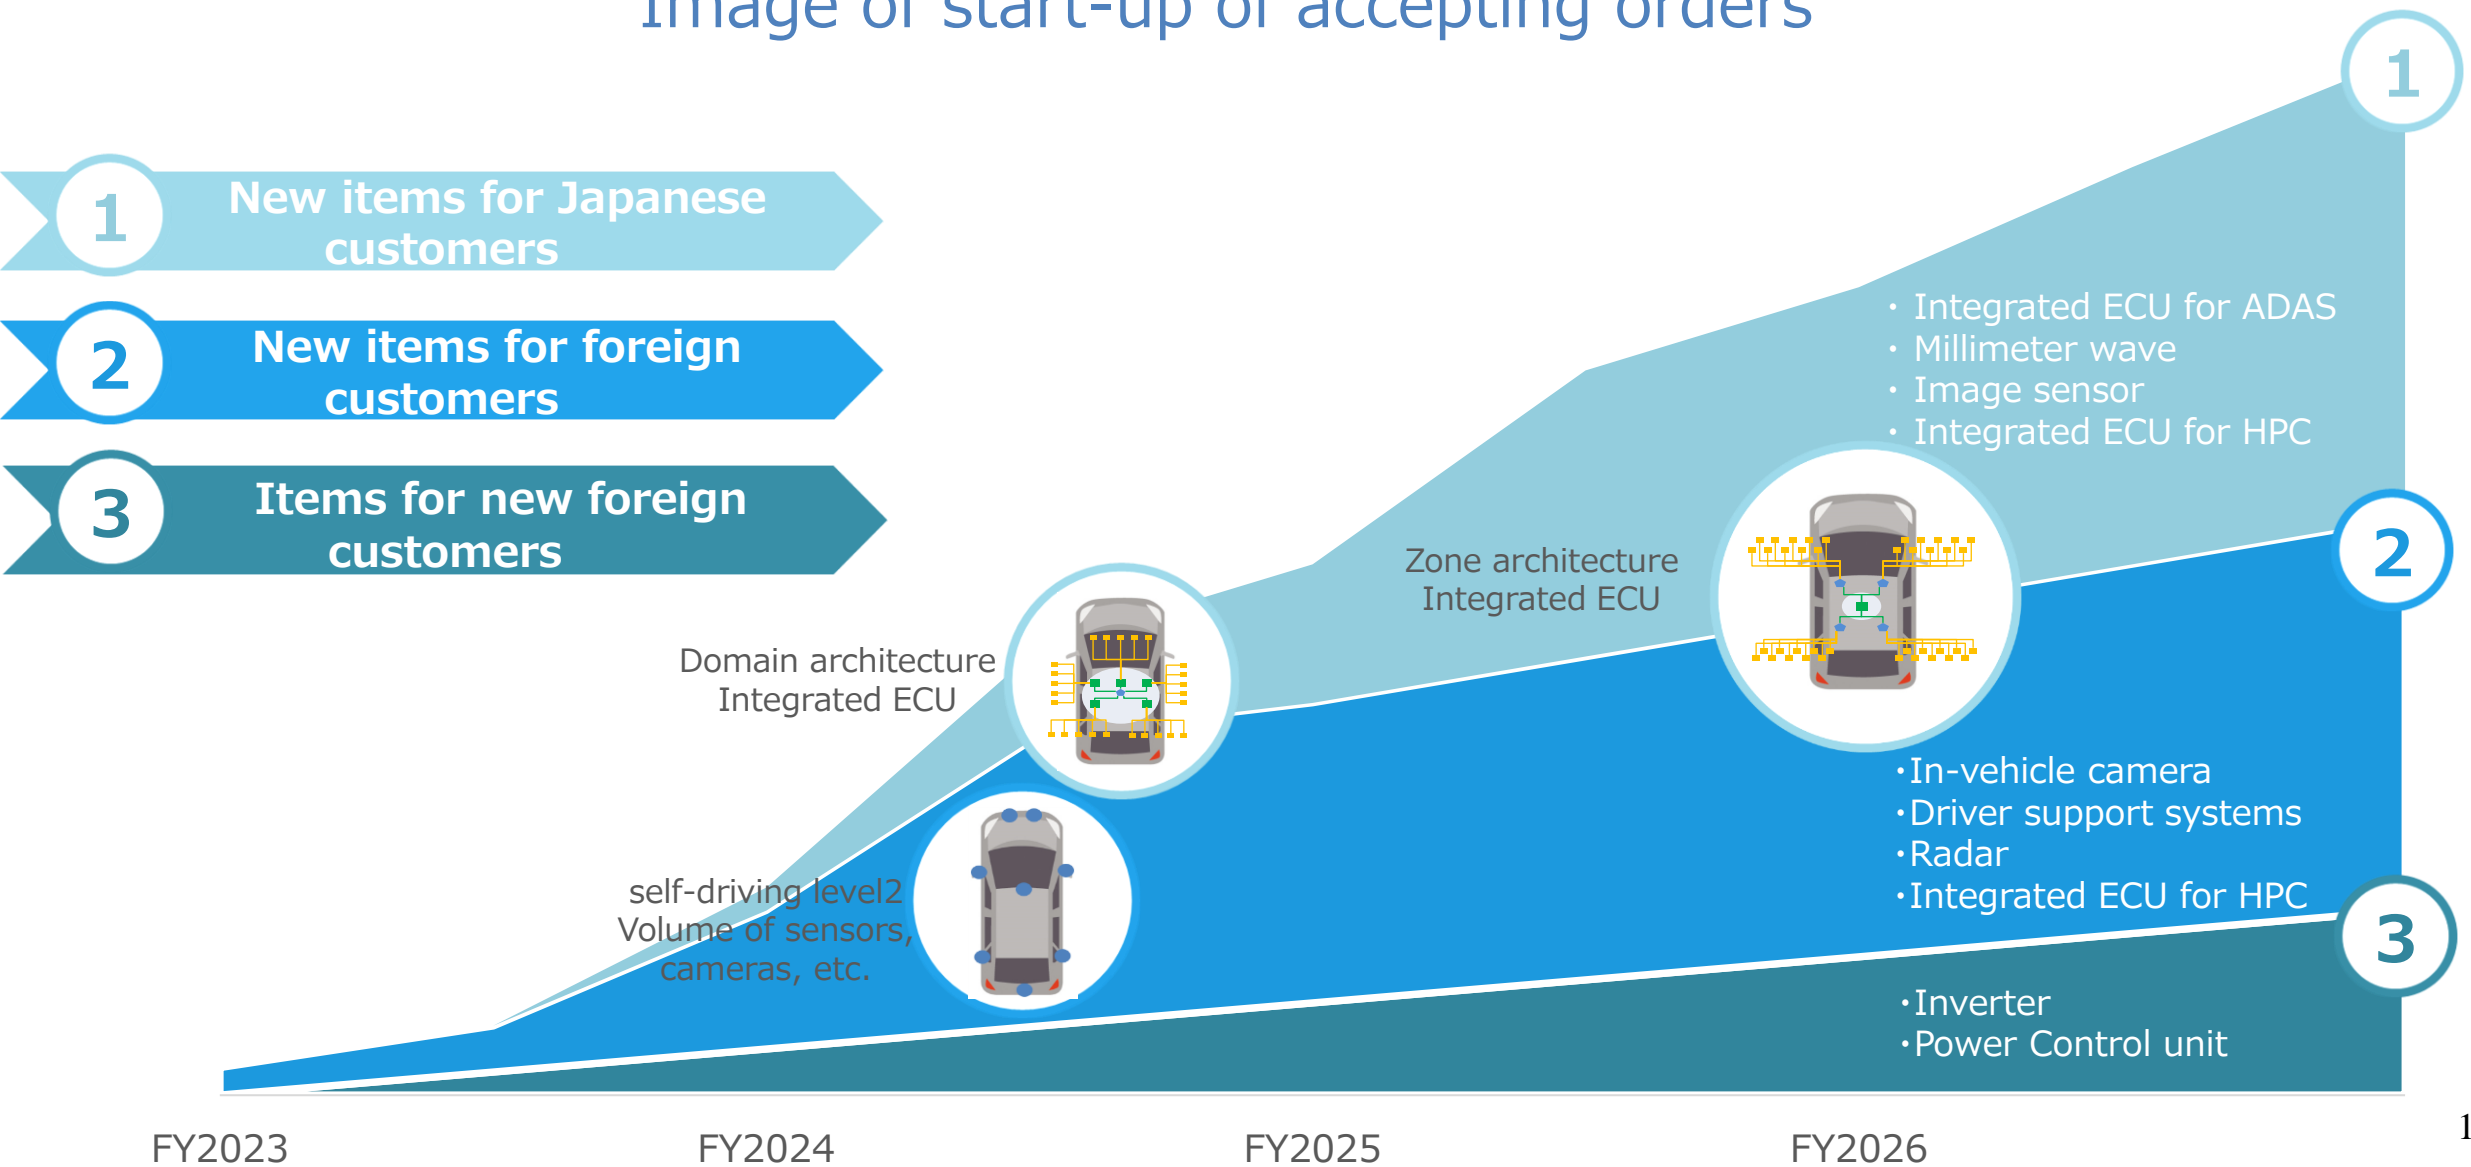 Image of start-up of accepting orders
1
1
New items for Japanese
customers
2
New items for foreign
customers
3
Items for new foreign
customers
・Integrated ECU for ADAS
・Millimeter wave
・Image sensor
・Integrated ECU for HPC
2
Zone architecture
Integrated ECU
Domain architecture
Integrated ECU
・In-vehicle camera
・Driver support systems
・Radar
・Integrated ECU for HPC
self-driving level2
Volume of sensors,
cameras, etc.
3
・Inverter
・Power Control unit
FY2023
FY2024
FY2025
FY2026
1